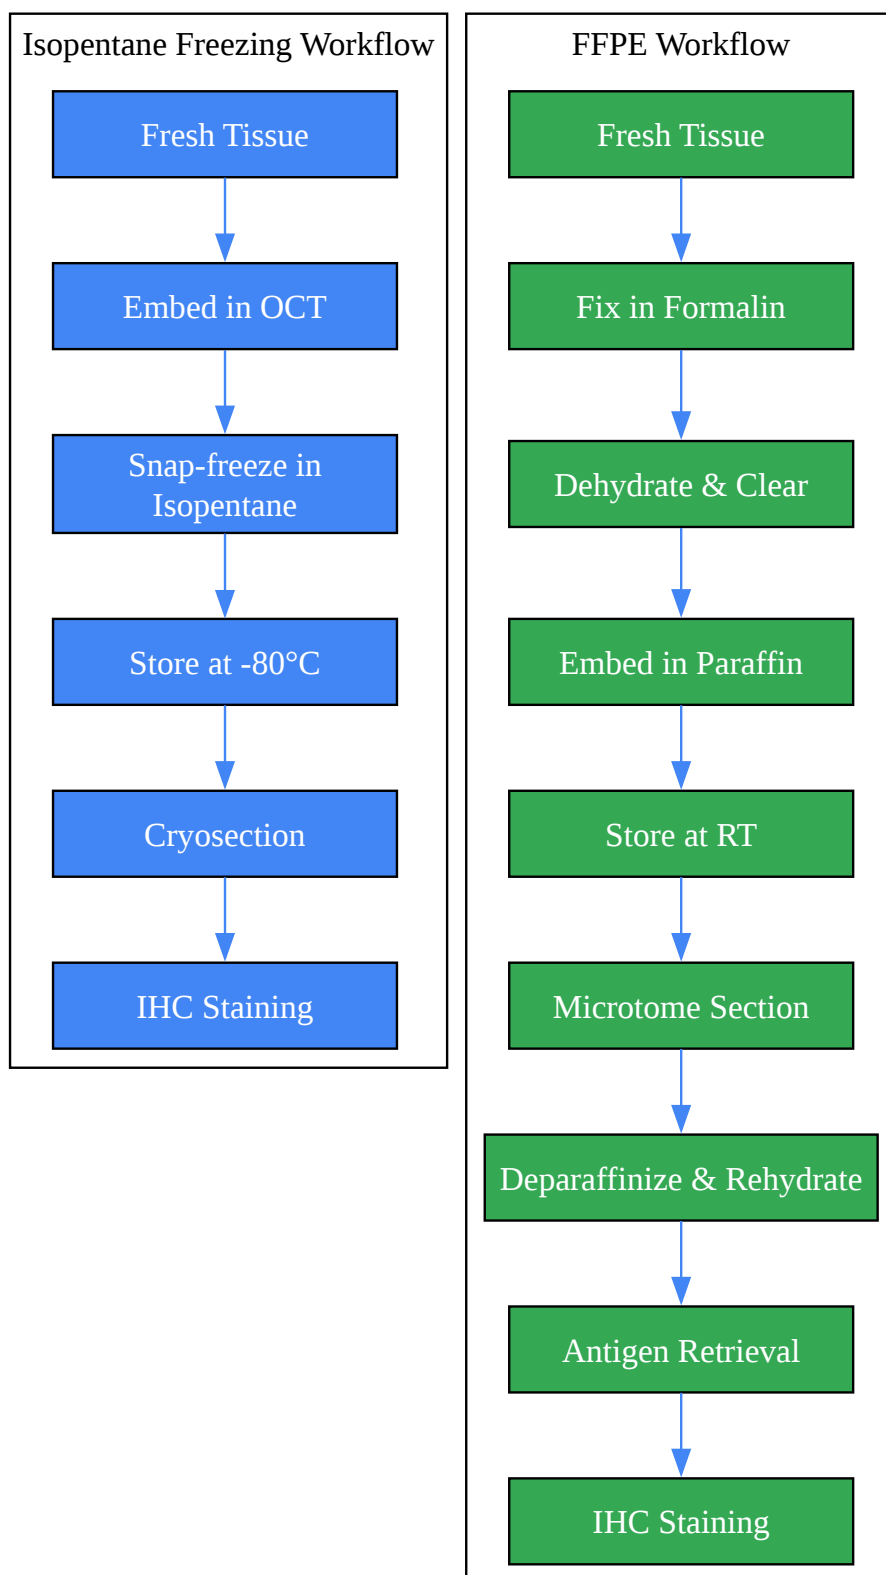 Isopentane Freezing Workflow
Fresh Tissue
Embed in OCT
Snap-freeze in
Isopentane
Store at -80°C
Cryosection
IHC Staining
FFPE Workflow
Fresh Tissue
Fix in Formalin
Dehydrate & Clear
Embed in Paraffin
Store at RT
Microtome Section
Deparaffinize & Rehydrate
Antigen Retrieval
IHC Staining